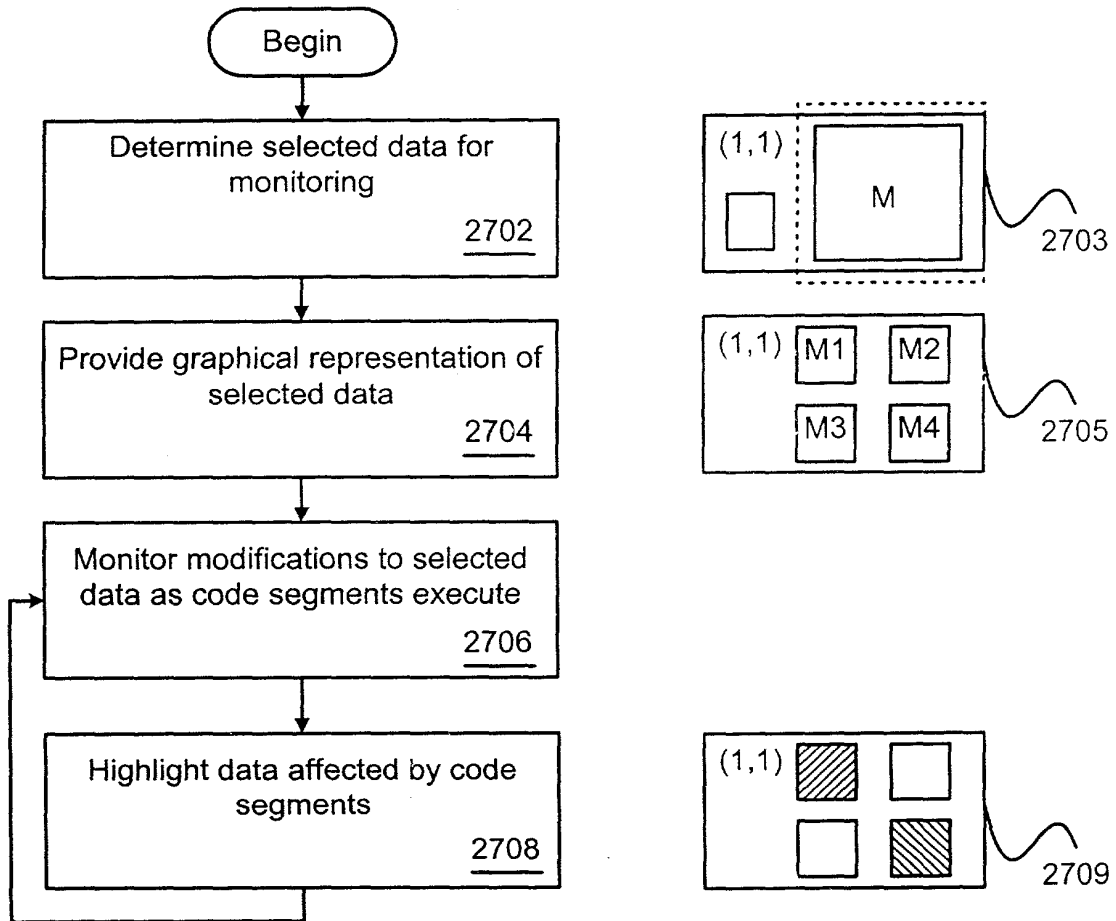 Begin
Determine selected data for
monitoring
2702
(1,1)
M
2703
Provide graphical representation of
selected data
2704
(1,1)
M1
M2
M3
M4
2705
Monitor modifications to selected
data as code segments execute
2706
Highlight data affected by code
segments
2708
(1,1)
2709